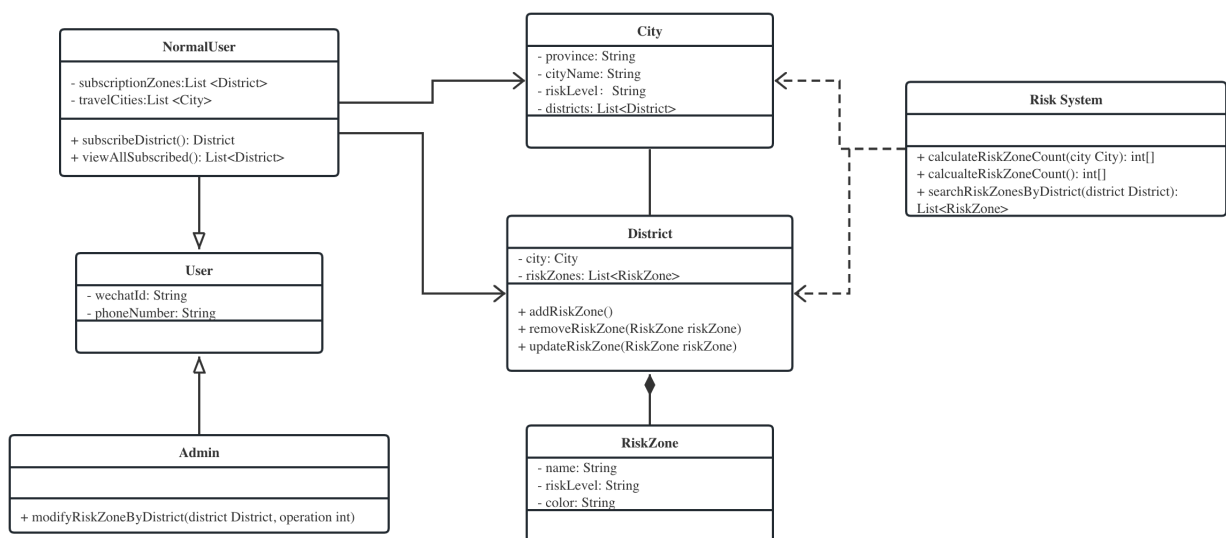 NormalUser
- subscriptionZones:List <District>
- travelCities:List <City>
+ subscribeDistrict(): District
+ viewAllSubscribed(): List<District>
City
- province: String
- cityName: String
- riskLevel: String
- districts: List<District>
Risk System
+ calculateRiskZoneCount(city City): int[]
+ calcualteRiskZoneCount(): int[]
+ searchRiskZonesByDistrict(district District):
List<RiskZone>
User
- wechatId: String
- phoneNumber: String
District
- city: City
- riskZones: List<RiskZone>
+ addRiskZone()
+ removeRiskZone(RiskZone riskZone)
+ updateRiskZone(RiskZone riskZone)
Admin
+ modifyRiskZoneByDistrict(district District, operation int)
RiskZone
- name: String
- riskLevel: String
- color: String